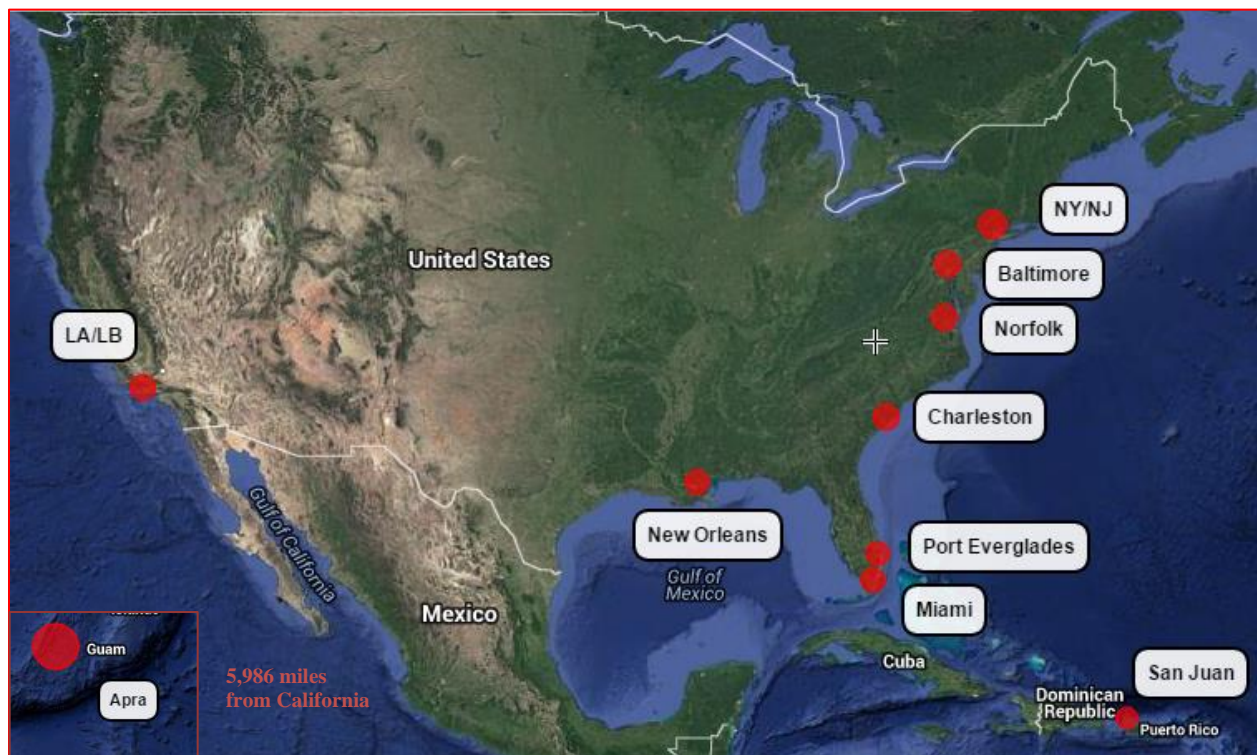 NY/NJ
United States
Baltimore
Norfolk
LA/LB
Charleston
Gulf of California
New Orleans
Port Everglades
Gulf of
Mexico
Miami
Mexico
Guam
Apra
5,986 miles
from California
Cuba
San Juan
Dominican
Republic
Puerto Rico